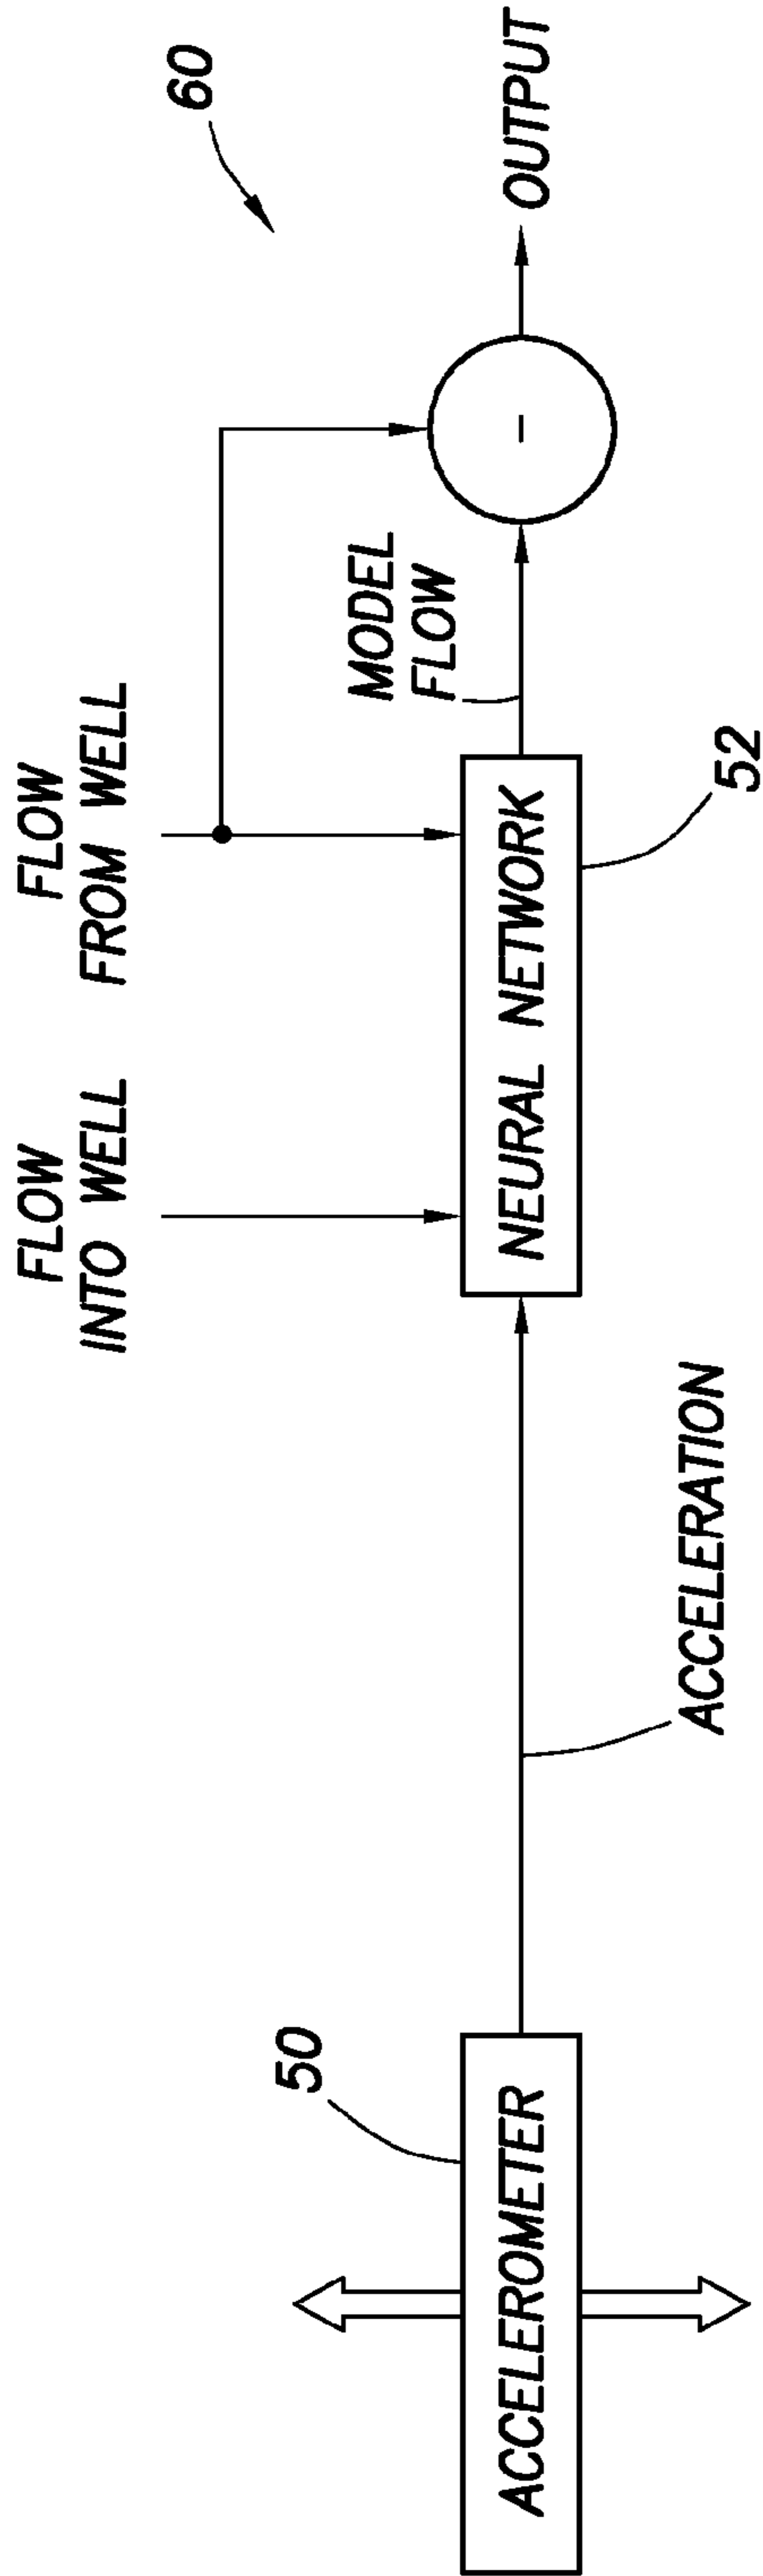 60
FLOW
INTO WELL
FLOW
FROM WELL
MODEL
FLOW
50
ACCELEROMETER
NEURAL NETWORK
-
OUTPUT
ACCELERATION
52